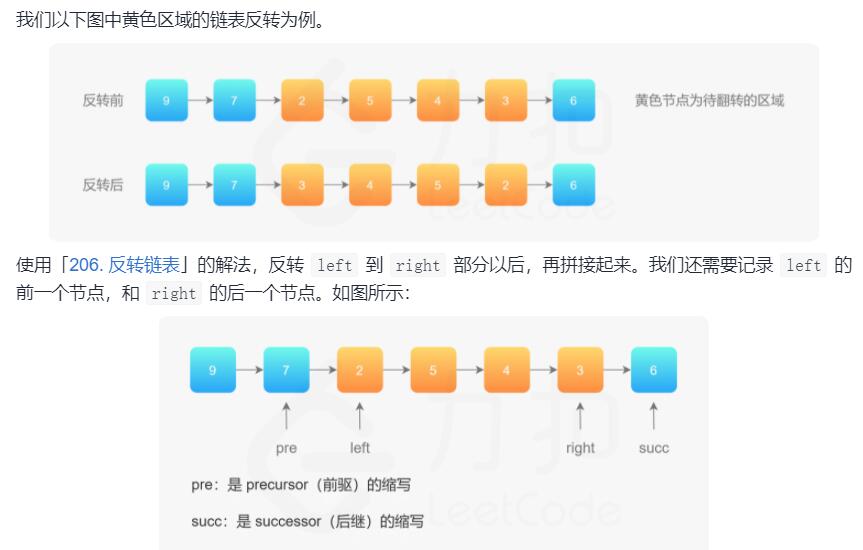 我们以下图中黄色区域的链表反转为例。
反转前 9 7 2 5 4 3 6 黄色节点为待翻转的区域
反转后 9 7 3 4 5 2 6
力扣
LeetCode
使用「206. 反转链表」的解法，反转 left 到 right 部分以后，再拼接起来。我们还需要记录 left 的
前一个节点，和 right 的后一个节点。如图所示：
9 7 2 5 4 3 6
pre left right succ
pre：是 precursor（前驱）的缩写
succ：是 successor（后继）的缩写
力扣
LeetCode